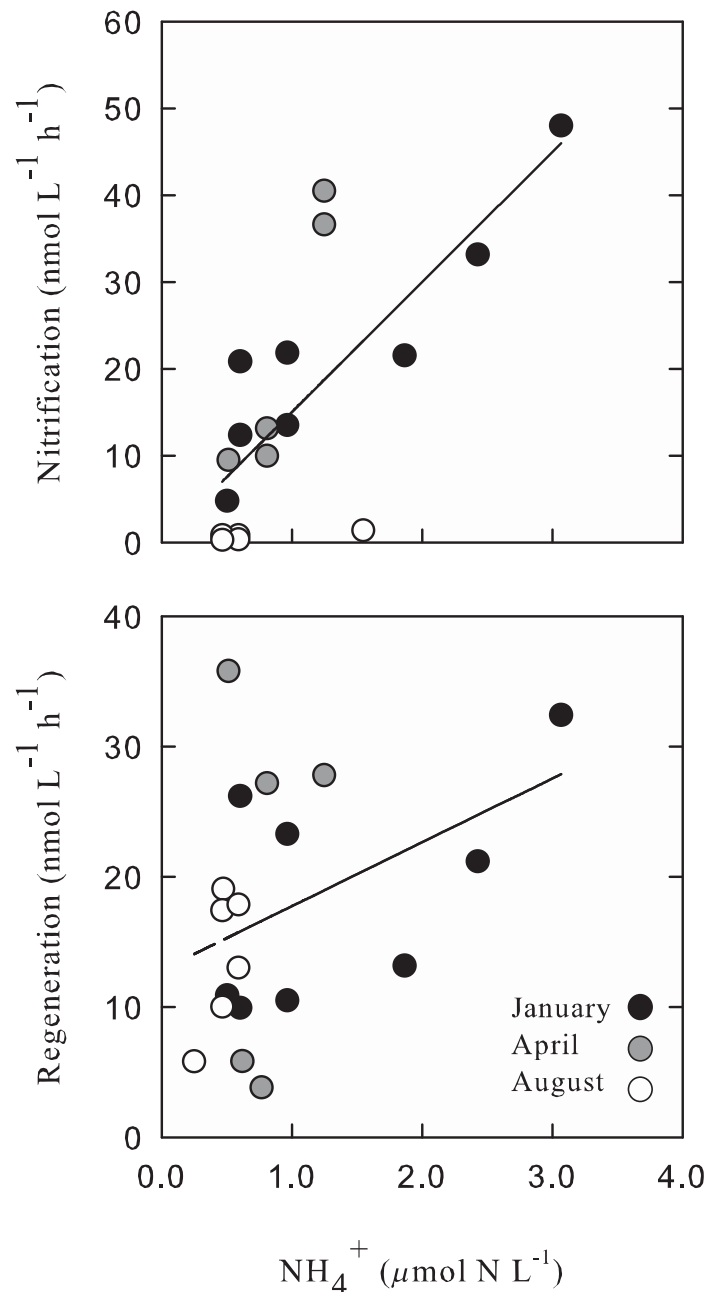 60
50
40
30
20
10
0
Nitrification (nmol L⁻¹ h⁻¹)
40
30
20
10
0
Regeneration (nmol L⁻¹ h⁻¹)
January
April
August
0.0 1.0 2.0 3.0 4.0
NH₄⁺ (μmol N L⁻¹)